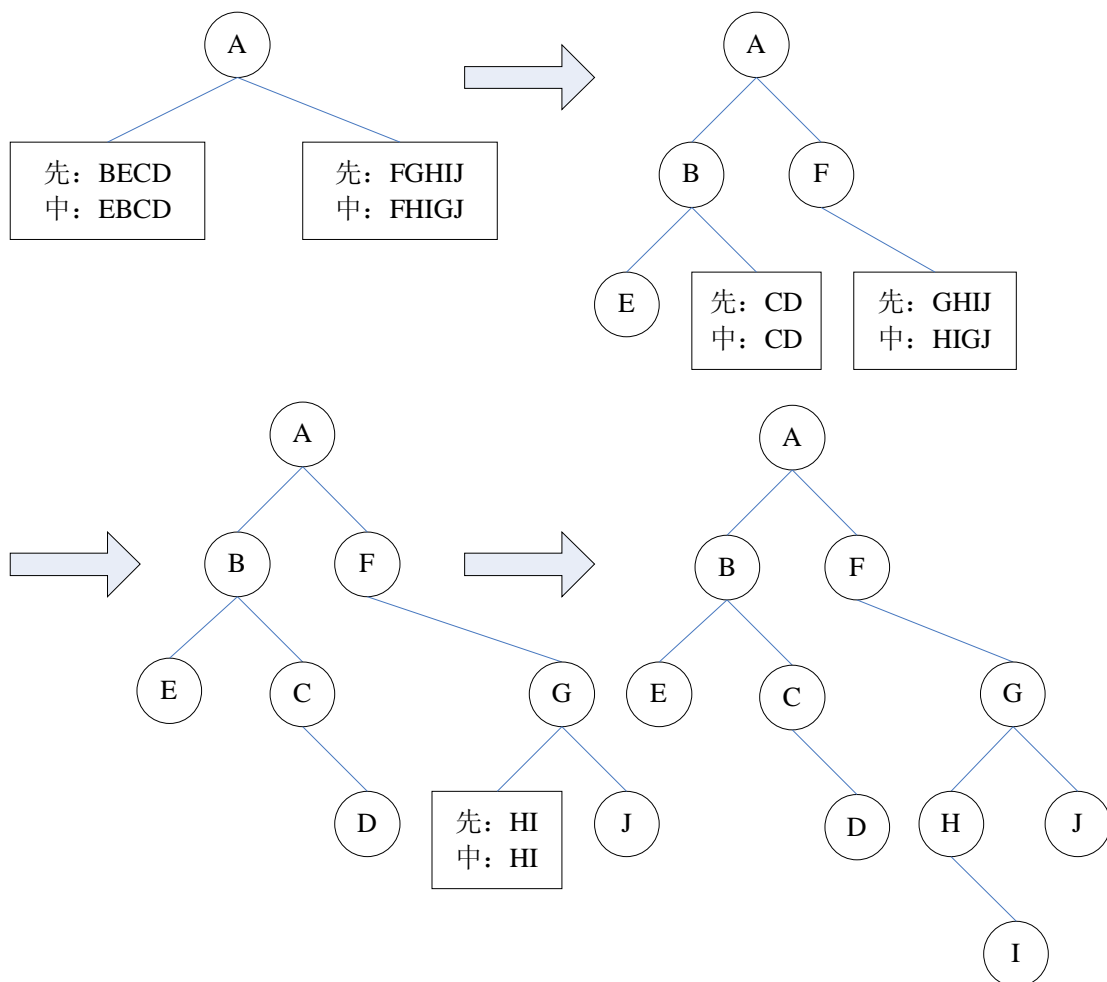 A
先：BECD
中：EBCD
先：FGHIJ
中：FHIGJ
A
B
F
E
先：CD
中：CD
先：GHIJ
中：HIGJ
A
B
F
E
C
G
D
先：HI
中：HI
J
A
B
F
E
C
G
D
H
J
I